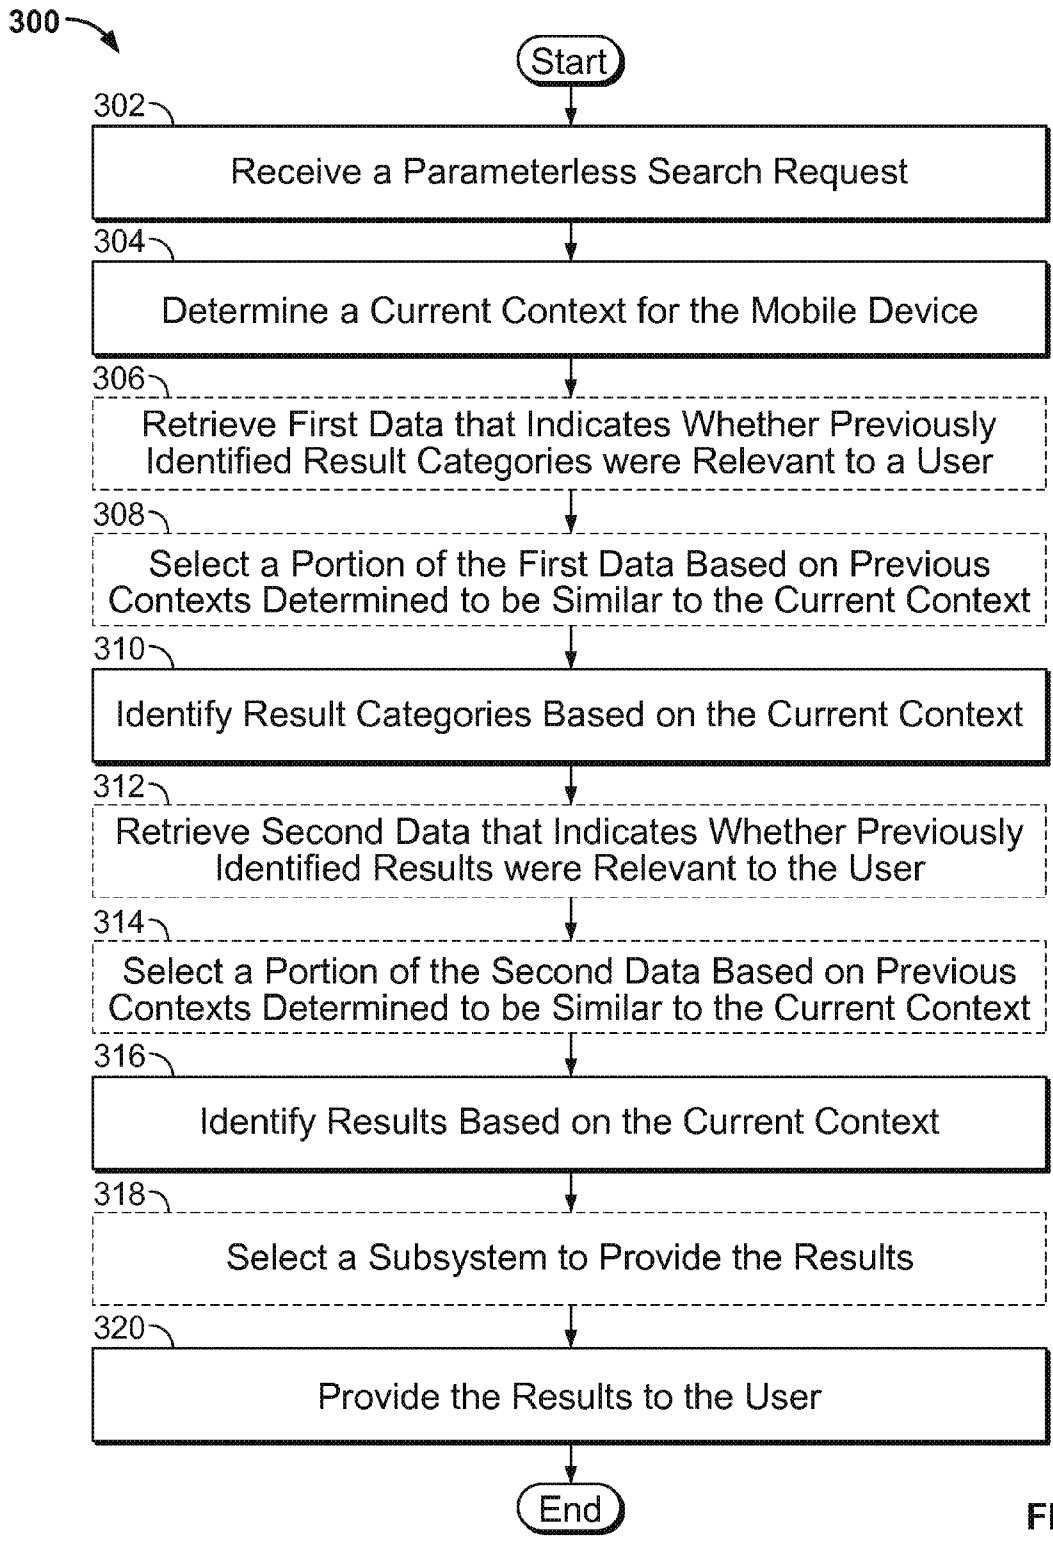 300
Start
302
Receive a Parameterless Search Request
304
Determine a Current Context for the Mobile Device
306
Retrieve First Data that Indicates Whether Previously
Identified Result Categories were Relevant to a User
308
Select a Portion of the First Data Based on Previous
Contexts Determined to be Similar to the Current Context
310
Identify Result Categories Based on the Current Context
312
Retrieve Second Data that Indicates Whether Previously
Identified Results were Relevant to the User
314
Select a Portion of the Second Data Based on Previous
Contexts Determined to be Similar to the Current Context
316
Identify Results Based on the Current Context
318
Select a Subsystem to Provide the Results
320
Provide the Results to the User
End